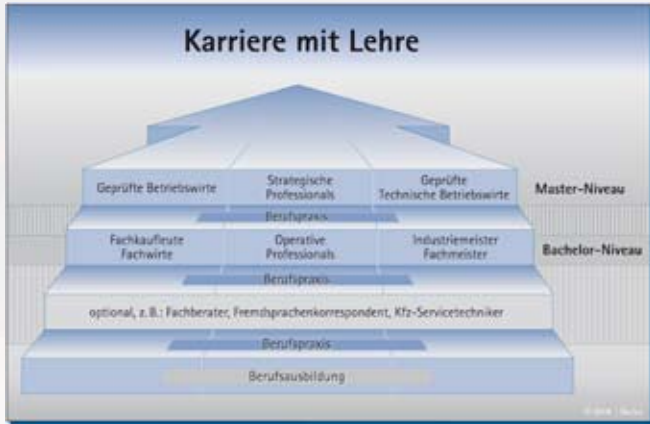 Karriere mit Lehre
Geprüfte Betriebswirte
Strategische
Professionals
Geprüfte
Technische Betriebswirte
Master-Niveau
Berufspraxis
Fachkaufleute
Fachwirte
Operative
Professionals
Industriemeister
Fachmeister
Bachelor-Niveau
Berufspraxis
optional, z. B.: Fachberater, Fremdsprachenkorrespondent, Kfz-Servicetechniker
Berufspraxis
Berufsausbildung